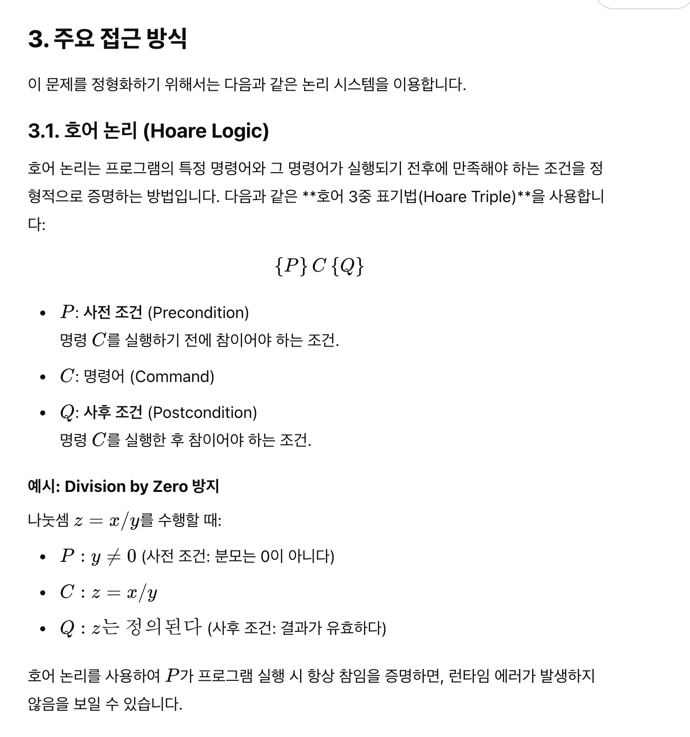 3. 주요 접근 방식
이 문제를 정형화하기 위해서는 다음과 같은 논리 시스템을 이용합니다.
3.1. 호어 논리 (Hoare Logic)
호어 논리는 프로그램의 특정 명령어와 그 명령어가 실행되기 전후에 만족해야 하는 조건을 정
형적으로 증명하는 방법입니다. 다음과 같은 **호어 3중 표기법(Hoare Triple)**을 사용합니
다:
{P} C {Q}
• P: 사전 조건 (Precondition)
명령 C를 실행하기 전에 참이어야 하는 조건.
• C: 명령어 (Command)
• Q: 사후 조건 (Postcondition)
명령 C를 실행한 후 참이어야 하는 조건.
예시: Division by Zero 방지
나눗셈 z = x/y를 수행할 때:
• P : y ≠ 0 (사전 조건: 분모는 0이 아니다)
• C : z = x/y
• Q : z는 정의된다 (사후 조건: 결과가 유효하다)
호어 논리를 사용하여 P가 프로그램 실행 시 항상 참임을 증명하면, 런타임 에러가 발생하지
않음을 보일 수 있습니다.